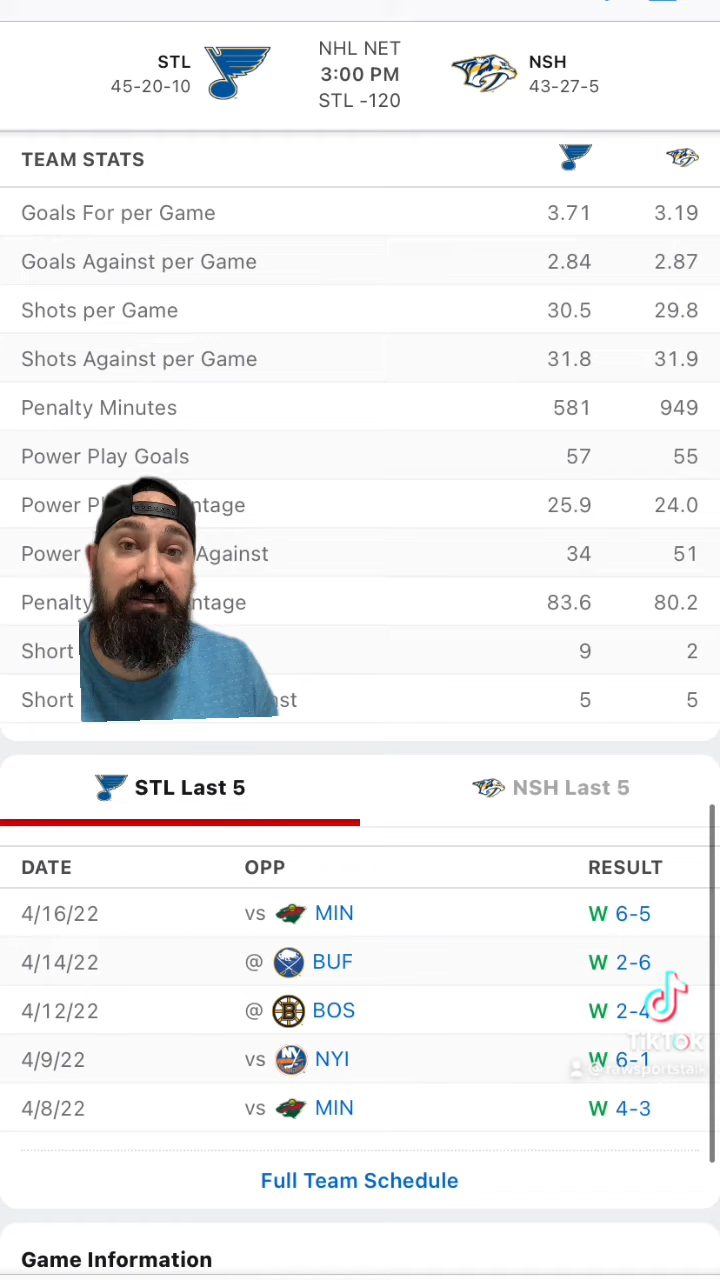 STL NHL NET NSH
45-20-10 3:00 PM 43-27-5
STL -120
TEAM STATS
Goals For per Game 3.71 3.19
Goals Against per Game 2.84 2.87
Shots per Game 30.5 29.8
Shots Against per Game 31.8 31.9
Penalty Minutes 581 949
Power Play Goals 57 55
Power Pl ntage 25.9 24.0
Power Against 34 51
Penalty ntage 83.6 80.2
Short 9 2
Short st 5 5
STL Last 5 NSH Last 5
DATE OPP RESULT
4/16/22 vs MIN W 6-5
4/14/22 @ BUF W 2-6
4/12/22 @ B BOS W 2-4
TikTok
4/9/22 vs NY NYI W 6-1
@rawsportstalk
4/8/22 vs MIN W 4-3
Full Team Schedule
Game Information